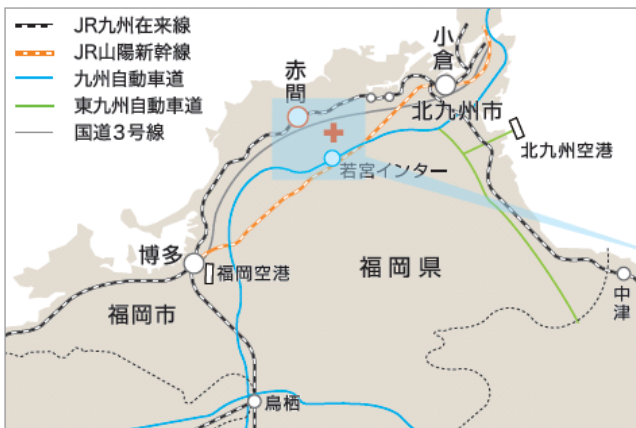 JR九州在来線
JR山陽新幹線
九州自動車道
東九州自動車道
国道3号線
小倉
赤間
北九州市
北九州空港
若宮インター
博多
福岡空港
福岡県
福岡市
中津
鳥栖